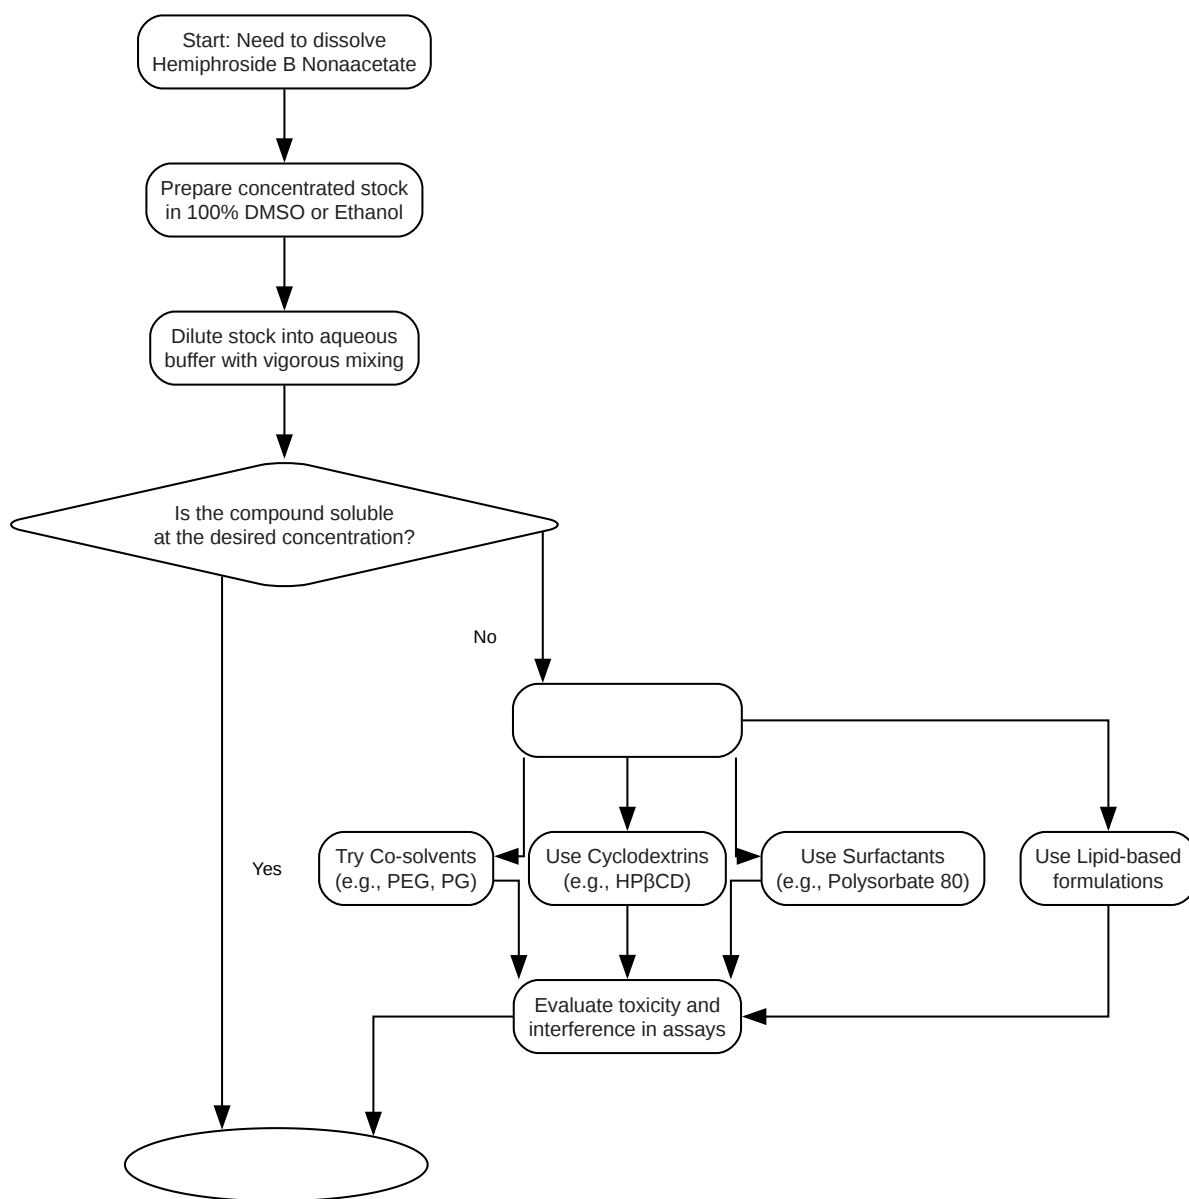 Start: Need to dissolve
Hemiphroside B Nonaacetate
Prepare concentrated stock
in 100% DMSO or Ethanol
Dilute stock into aqueous
buffer with vigorous mixing
Is the compound soluble
at the desired concentration?
No
Yes
Try Co-solvents
(e.g., PEG, PG)
Use Cyclodextrins
(e.g., HPβCD)
Use Surfactants
(e.g., Polysorbate 80)
Use Lipid-based
formulations
Evaluate toxicity and
interference in assays